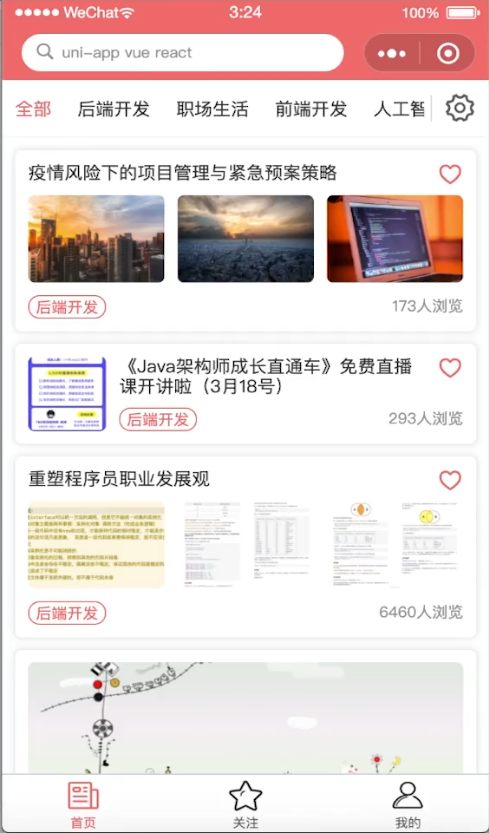 WeChat
3:24
100%
uni-app vue react
全部
后端开发
职场生活
前端开发
人工智
疫情风险下的项目管理与紧急预案策略
后端开发
173人浏览
《Java架构师成长直通车》免费直播
课开讲啦（3月18号）
后端开发
293人浏览
重塑程序员职业发展观
后端开发
6460人浏览
首页
关注
我的